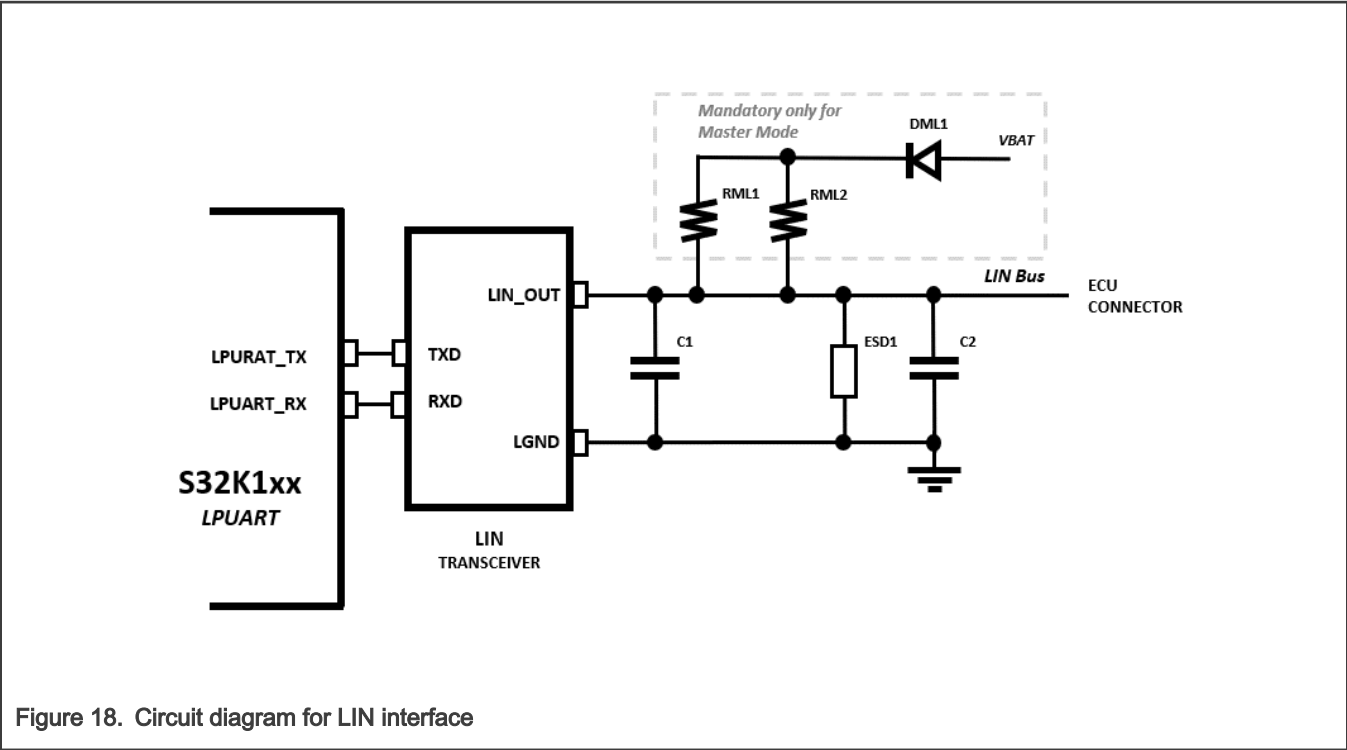 Mandatory only for
Master Mode
DML1
VBAT
RML1
RML2
LIN_OUT
LIN Bus
ECU
CONNECTOR
C1
ESD1
C2
LPURAT_TX
TXD
LPUART_RX
RXD
LGND
S32K1xx
LPUART
LIN
TRANSCEIVER
Figure 18. Circuit diagram for LIN interface